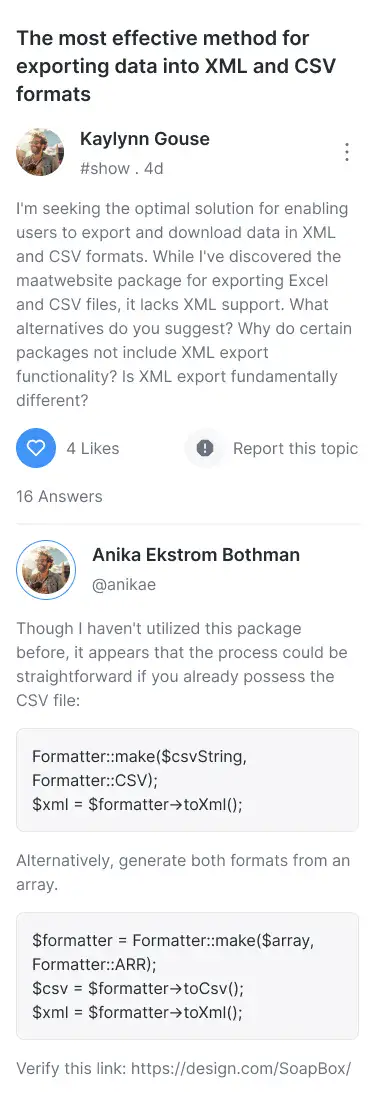 The most effective method for
exporting data into XML and CSV
formats
Kaylynn Gouse
#show . 4d
I'm seeking the optimal solution for enabling
users to export and download data in XML
and CSV formats. While I've discovered the
maatwebsite package for exporting Excel
and CSV files, it lacks XML support. What
alternatives do you suggest? Why do certain
packages not include XML export
functionality? Is XML export fundamentally
different?
4 Likes
Report this topic
16 Answers
Anika Ekstrom Bothman
@anikae
Though I haven't utilized this package
before, it appears that the process could be
straightforward if you already possess the
CSV file:
Formatter::make($csvString,
Formatter::CSV);
$xml = $formatter→toXml();
Alternatively, generate both formats from an
array.
$formatter = Formatter::make($array,
Formatter::ARR);
$csv = $formatter→toCsv();
$xml = $formatter→toXml();
Verify this link: https://design.com/SoapBox/